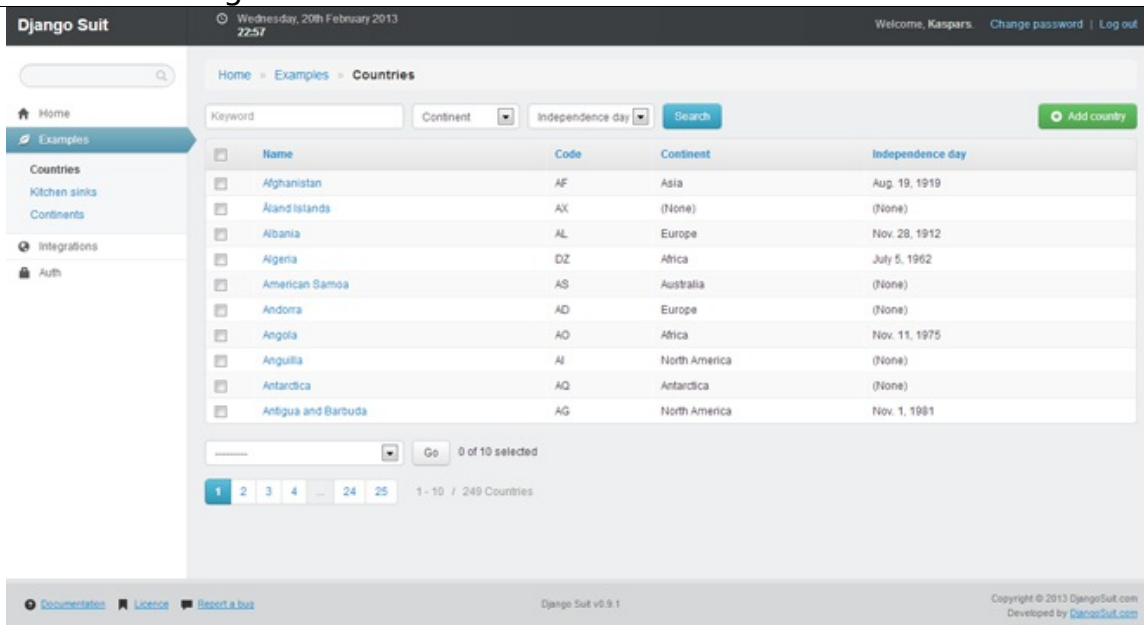 Django Suit
Wednesday, 20th February 2013
22:57
Welcome, Kaspars. Change password | Log out
Home » Examples » Countries
Home
Examples
Countries
Kitchen sinks
Continents
Integrations
Auth
Keyword Continent Independence day Search Add country
Name Code Continent Independence day
Afghanistan AF Asia Aug. 19, 1919
Åland Islands AX (None) (None)
Albania AL Europe Nov. 28, 1912
Algeria DZ Africa July 5, 1962
American Samoa AS Australia (None)
Andorra AD Europe (None)
Angola AO Africa Nov. 11, 1975
Anguilla AI North America (None)
Antarctica AQ Antarctica (None)
Antigua and Barbuda AG North America Nov. 1, 1981
--------- Go 0 of 10 selected
1 2 3 4 ... 24 25 1 - 10 / 249 Countries
Documentation Licence Report a bug
Django Suit v0.9.1
Copyright © 2013 DjangoSuit.com
Developed by DjangoSuit.com